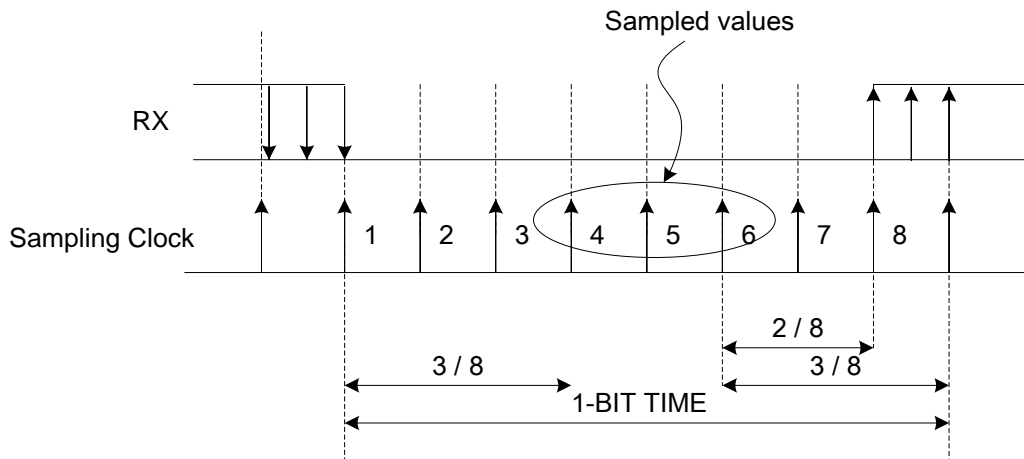 Sampled values
RX
Sampling Clock
1 2 3 4 5 6 7 8
2 / 8
3 / 8 3 / 8
1-BIT TIME